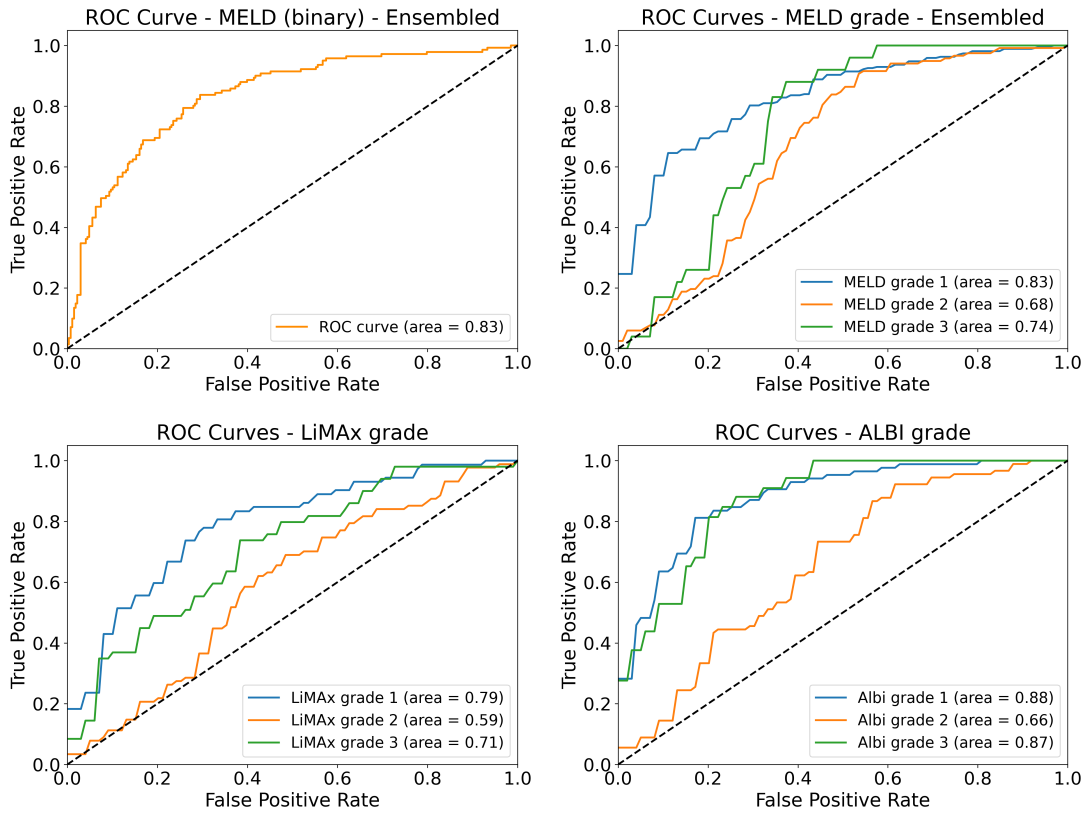 ROC Curve - MELD (binary) - Ensembled
True Positive Rate
1.0
0.8
0.6
0.4
0.2
0.0
ROC curve (area = 0.83)
0.0 0.2 0.4 0.6 0.8 1.0
False Positive Rate
ROC Curves - MELD grade - Ensembled
True Positive Rate
1.0
0.8
0.6
0.4
0.2
0.0
MELD grade 1 (area = 0.83)
MELD grade 2 (area = 0.68)
MELD grade 3 (area = 0.74)
0.0 0.2 0.4 0.6 0.8 1.0
False Positive Rate
ROC Curves - LiMAx grade
True Positive Rate
1.0
0.8
0.6
0.4
0.2
0.0
LiMAx grade 1 (area = 0.79)
LiMAx grade 2 (area = 0.59)
LiMAx grade 3 (area = 0.71)
0.0 0.2 0.4 0.6 0.8 1.0
False Positive Rate
ROC Curves - ALBI grade
True Positive Rate
1.0
0.8
0.6
0.4
0.2
0.0
Albi grade 1 (area = 0.88)
Albi grade 2 (area = 0.66)
Albi grade 3 (area = 0.87)
0.0 0.2 0.4 0.6 0.8 1.0
False Positive Rate